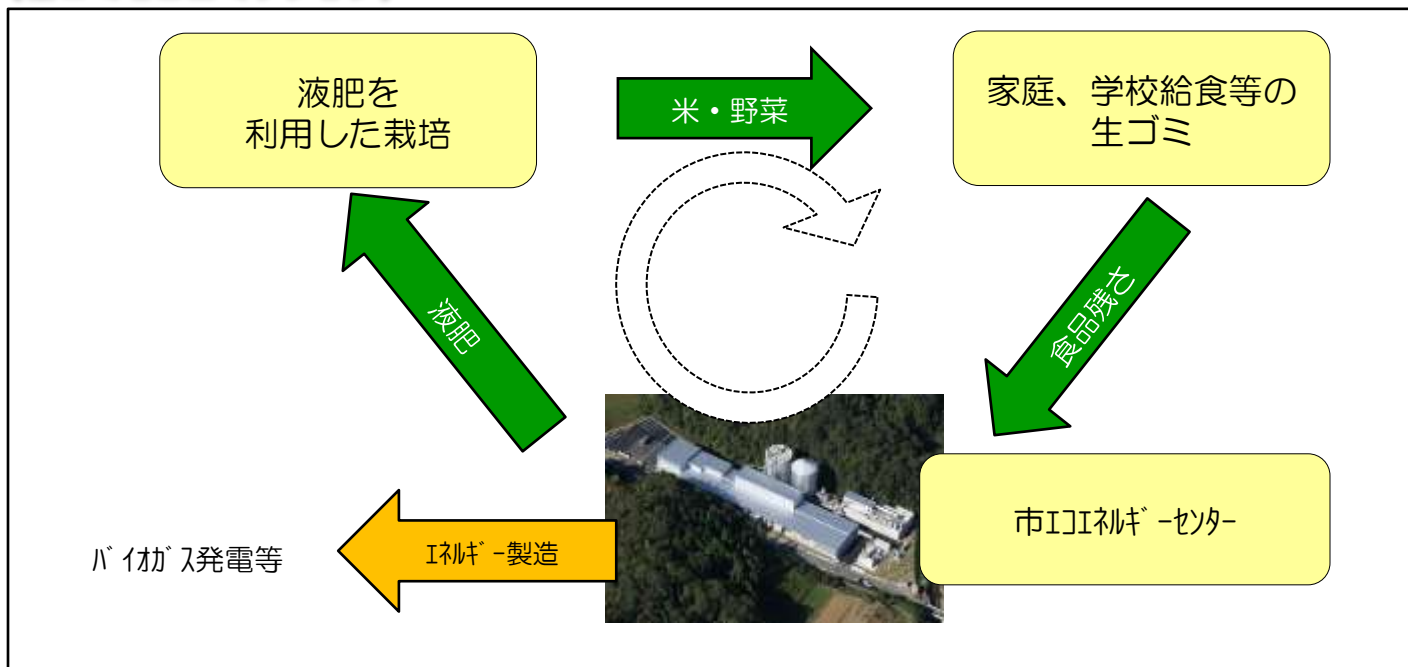 液肥を
利用した栽培
米・野菜
家庭、学校給食等の
生ゴミ
液肥
食品残さ
市ｴｺｴﾈﾙｷﾞｰｾﾝﾀｰ
ｴﾈﾙｷﾞｰ製造
ﾊﾞｲｵｶﾞｽ発電等